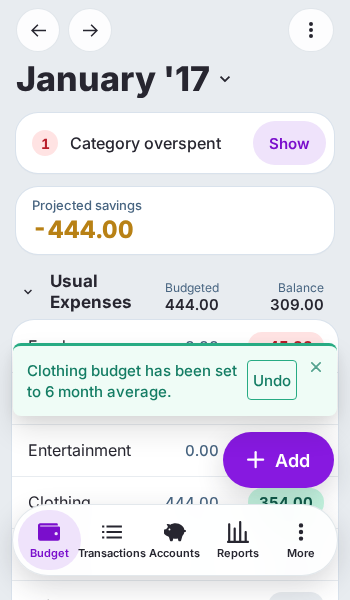 January '17
1 Category overspent Show
Projected savings
-444.00
Usual Expenses
Budgeted
444.00
Balance
309.00
Clothing budget has been set
to 6 month average.
Undo
Entertainment 0.00
Add
Clothing 444.00 354.00
Budget Transactions Accounts Reports More